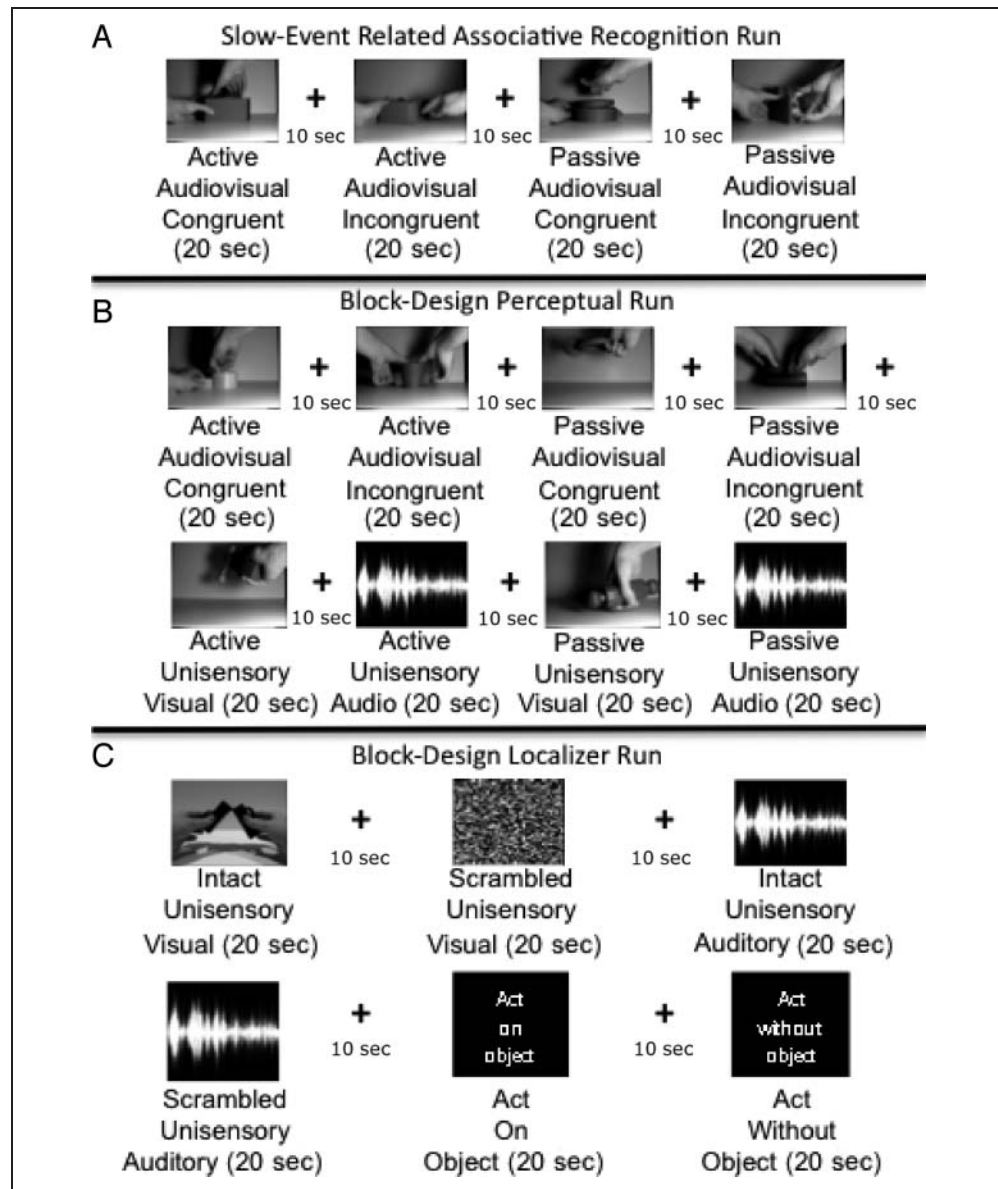 A
Slow-Event Related Associative Recognition Run
+ + +
10 sec 10 sec 10 sec
Active Active Passive Passive
Audiovisual Audiovisual Audiovisual Audiovisual
Congruent Incongruent Congruent Incongruent
(20 sec) (20 sec) (20 sec) (20 sec)
B
Block-Design Perceptual Run
+ + + +
10 sec 10 sec 10 sec 10 sec
Active Active Passive Passive
Audiovisual Audiovisual Audiovisual Audiovisual
Congruent Incongruent Congruent Incongruent
(20 sec) (20 sec) (20 sec) (20 sec)
+ + +
10 sec 10 sec 10 sec
Active Active Passive Passive
Unisensory Unisensory Unisensory Unisensory
Visual (20 sec) Audio (20 sec) Visual (20 sec) Audio (20 sec)
C
Block-Design Localizer Run
+ +
10 sec 10 sec
Intact Scrambled Intact
Unisensory Unisensory Unisensory
Visual (20 sec) Visual (20 sec) Auditory (20 sec)
Act Act
+ on + without
10 sec object 10 sec object
Scrambled Act Act
Unisensory On Without
Auditory (20 sec) Object (20 sec) Object (20 sec)